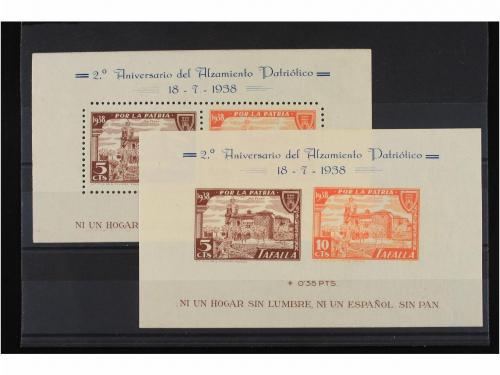 2.º Aniversario del Alzamiento Patriótico
18 - 7 - 1938
1938 POR LA PATRIA
5 CTS
NI UN HOGAR
2.º Aniversario del Alzamiento Patriótico
18 - 7 - 1938
1938 POR LA PATRIA
5 CTS TAFALLA
POR LA PATRIA 1938
10 CTS TAFALLA
+ 0'35 PTS.
NI UN HOGAR SIN LUMBRE, NI UN ESPAÑOL SIN PAN.